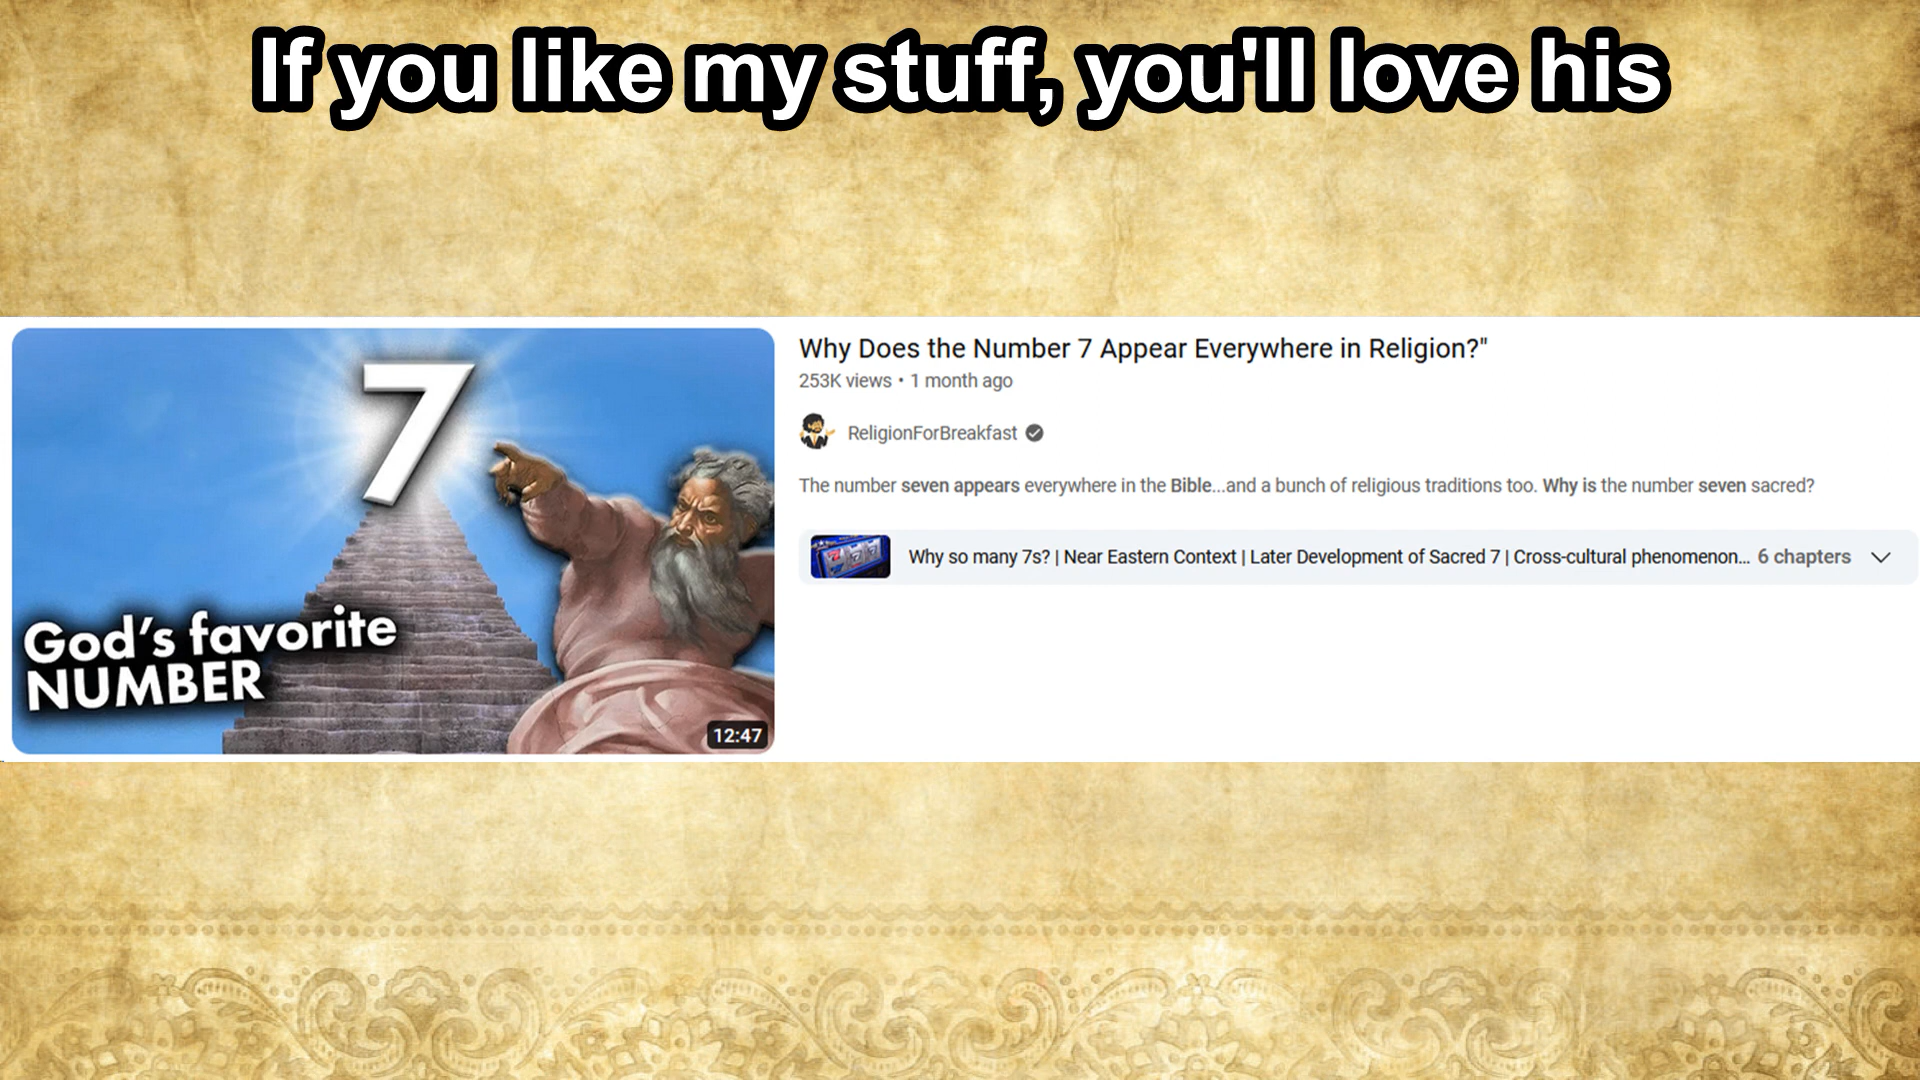 If you like my stuff, you'll love his
7
God's favorite
NUMBER
12:47
Why Does the Number 7 Appear Everywhere in Religion?"
253K views • 1 month ago
ReligionForBreakfast
The number seven appears everywhere in the Bible...and a bunch of religious traditions too. Why is the number seven sacred?
Why so many 7s? | Near Eastern Context | Later Development of Sacred 7 | Cross-cultural phenomenon... 6 chapters